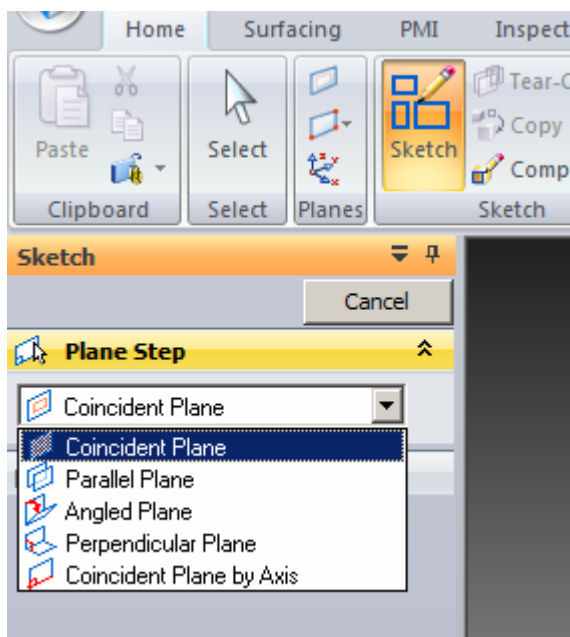 Home Surfacing PMI Inspect
Tear-
Paste Select Sketch Copy
Comp
Clipboard Select Planes Sketch
Sketch
Cancel
Plane Step
Coincident Plane
Coincident Plane
Parallel Plane
Angled Plane
Perpendicular Plane
Coincident Plane by Axis